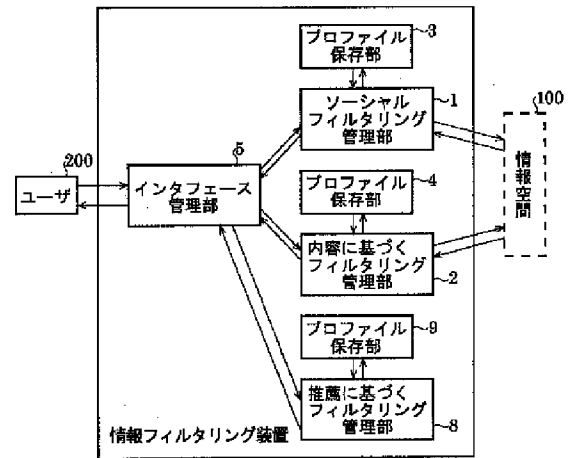 プロファイル
保存部
3
ソーシャル
フィルタリング
管理部
1
100
情報空間
5
200
ユーザ
インタフェース
管理部
プロファイル
保存部
4
内容に基づく
フィルタリング
管理部
2
プロファイル
保存部
9
推薦に基づく
フィルタリング
管理部
8
情報フィルタリング装置